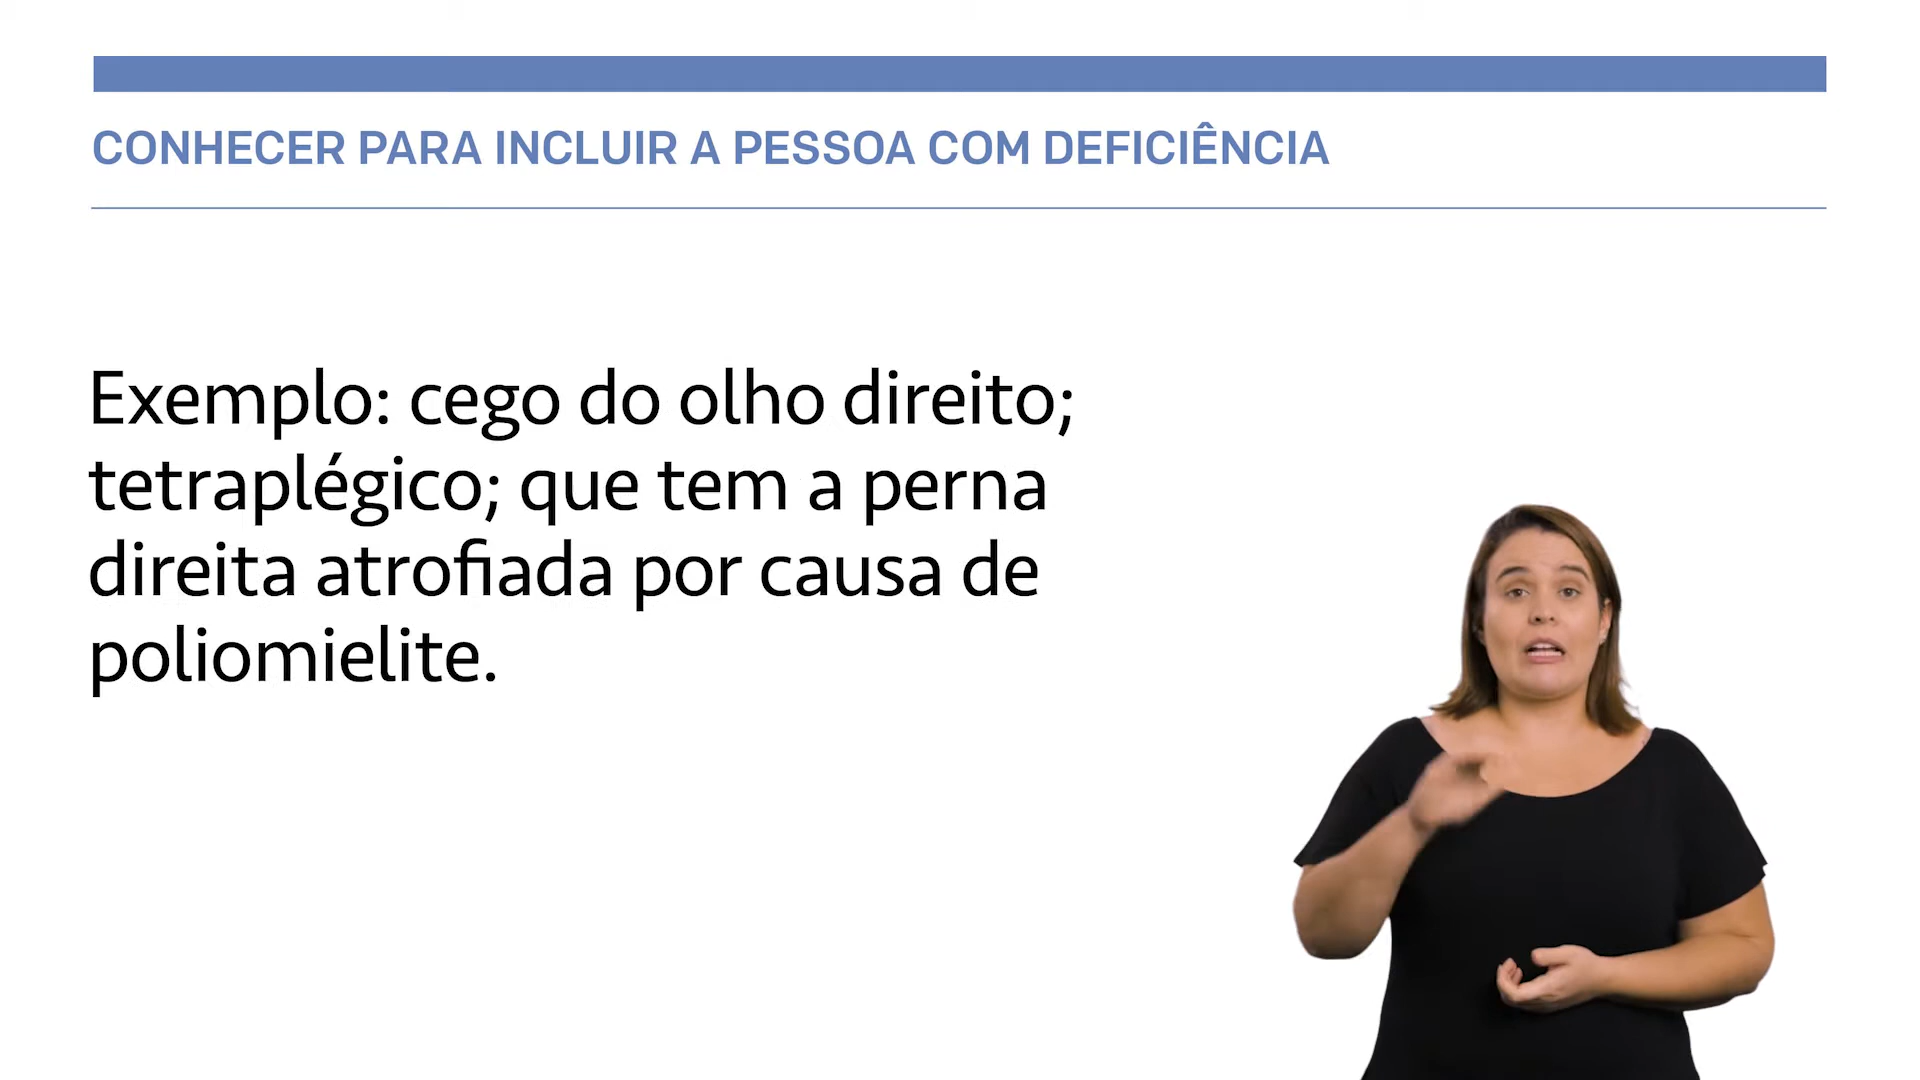 CONHECER PARA INCLUIR A PESSOA COM DEFICIÊNCIA
Exemplo: cego do olho direito;
tetraplégico; que tem a perna
direita atrofiada por causa de
poliomielite.